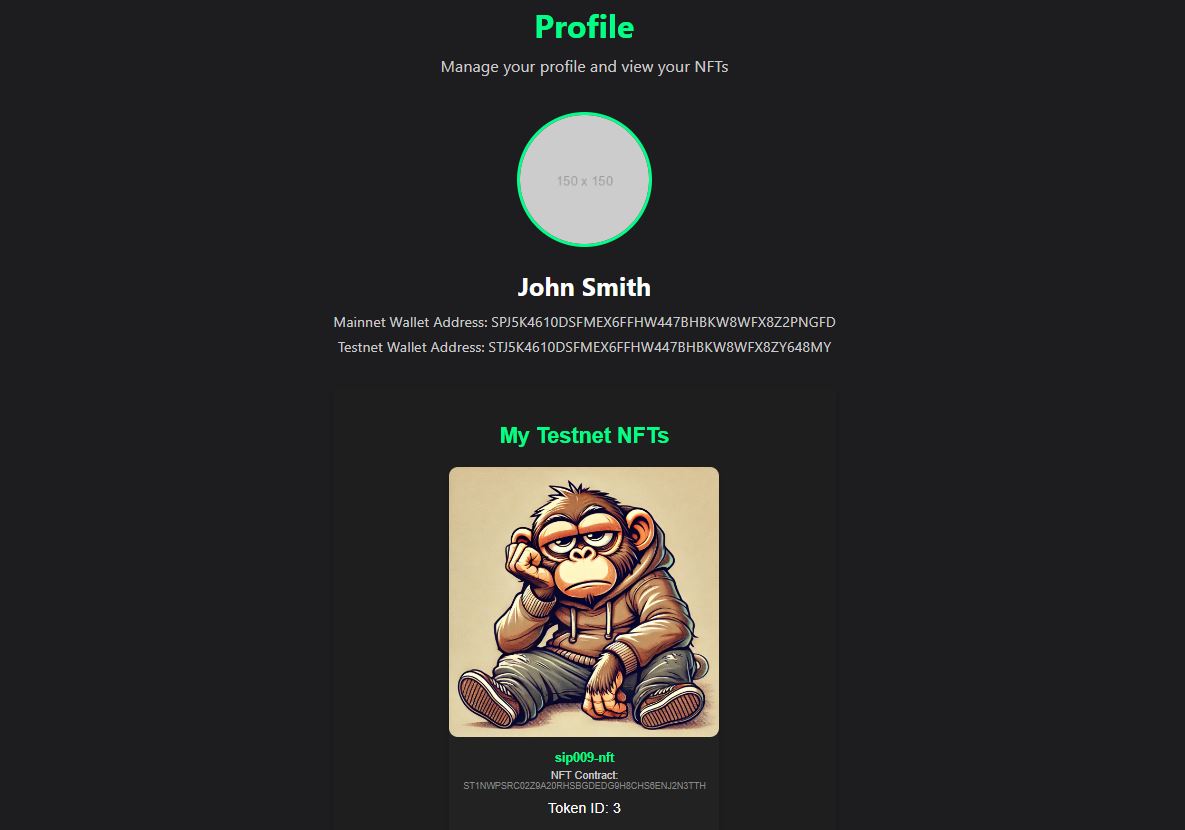 Profile
Manage your profile and view your NFTs
150 x 150
John Smith
Mainnet Wallet Address: SPJ5K4610DSFMEX6FFHW447BHBKW8WFX8Z2PNGFD
Testnet Wallet Address: STJ5K4610DSFMEX6FFHW447BHBKW8WFX8ZY648MY
My Testnet NFTs
sip009-nft
NFT Contract:
ST1NWPSRC02Z9A20RHSBGDEDG9H8CHS6ENJ2N3TTH
Token ID: 3